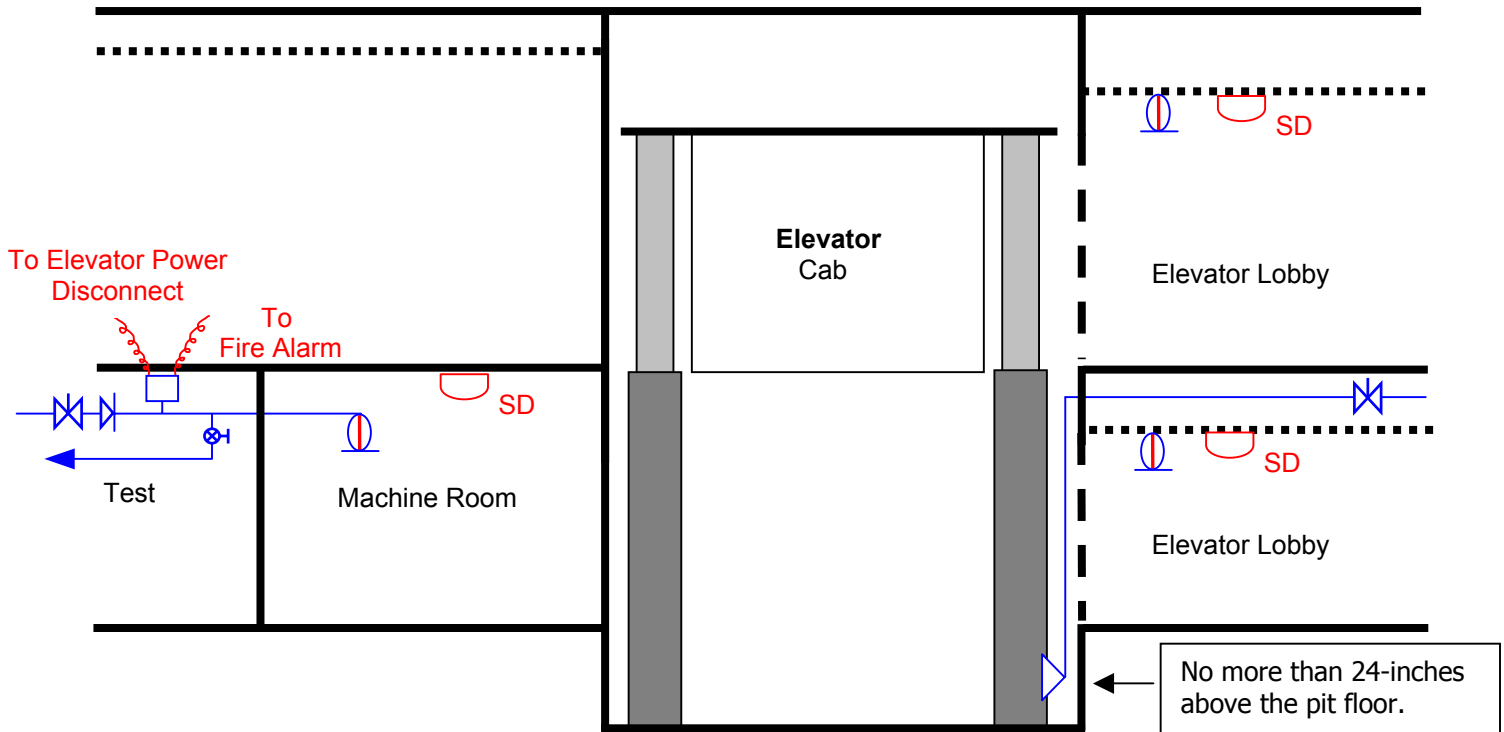 SD
Elevator
Cab
To Elevator Power
Disconnect
To
Fire Alarm
Elevator Lobby
SD
SD
Test
Machine Room
Elevator Lobby
No more than 24-inches
above the pit floor.